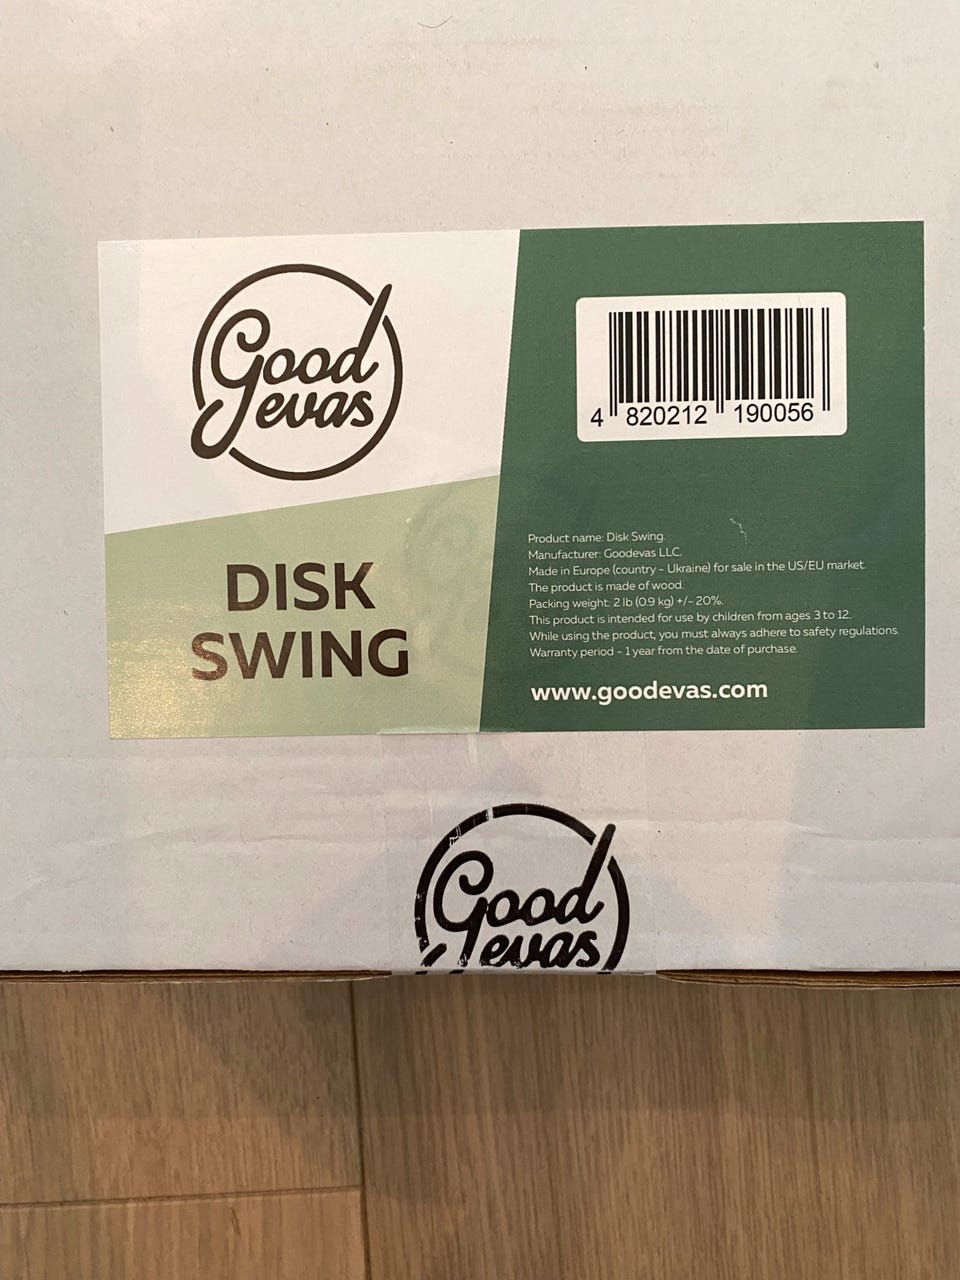 Good
evas
DISK
SWING
4 820212 190056
Product name: Disk Swing.
Manufacturer: Goodevas LLC.
Made in Europe (country - Ukraine) for sale in the US/EU market.
The product is made of wood.
Packing weight: 2 lb (0.9 kg) +/- 20%.
This product is intended for use by children from ages 3 to 12.
While using the product, you must always adhere to safety regulations.
Warranty period - 1 year from the date of purchase.
www.goodevas.com
Good
evas